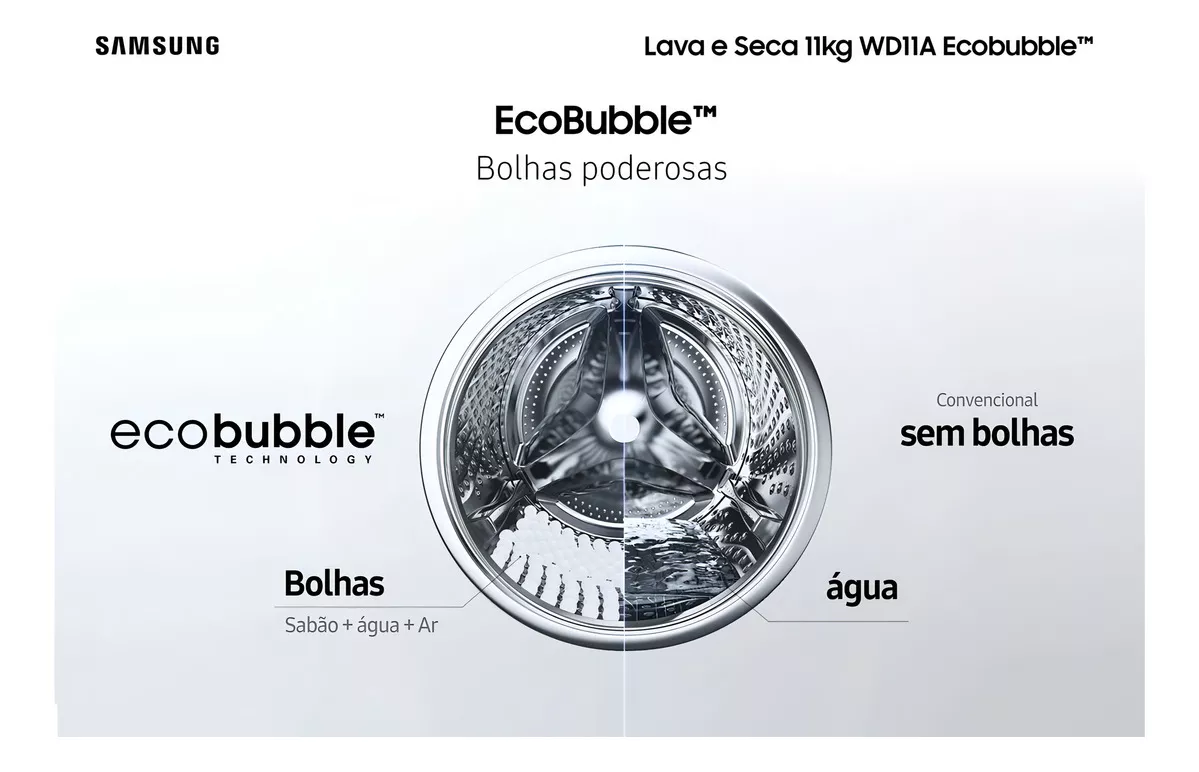 SAMSUNG
Lava e Seca 11kg WD11A Ecobubble™
EcoBubble™
Bolhas poderosas
ecobubble™
TECHNOLOGY
Convencional
sem bolhas
Bolhas
Sabão + água + Ar
água